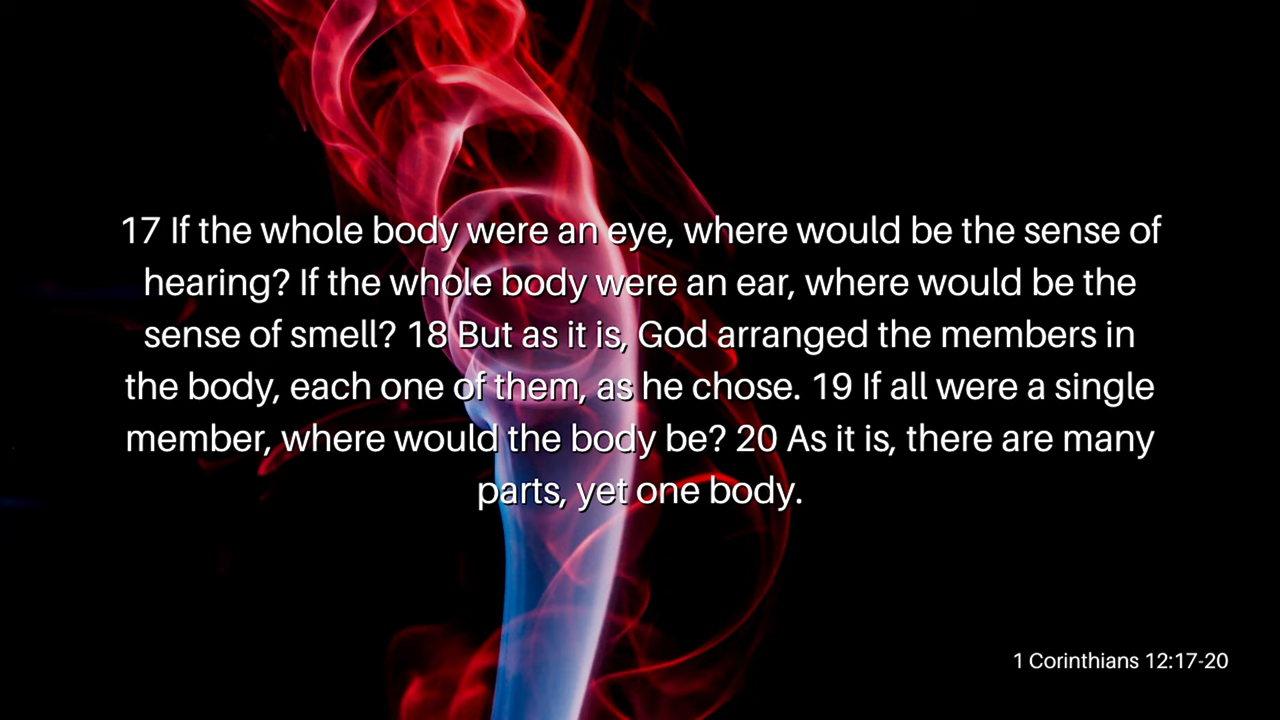 17 If the whole body were an eye, where would be the sense of
hearing? If the whole body were an ear, where would be the
sense of smell? 18 But as it is, God arranged the members in
the body, each one of them, as he chose. 19 If all were a single
member, where would the body be? 20 As it is, there are many
parts, yet one body.
1 Corinthians 12:17-20